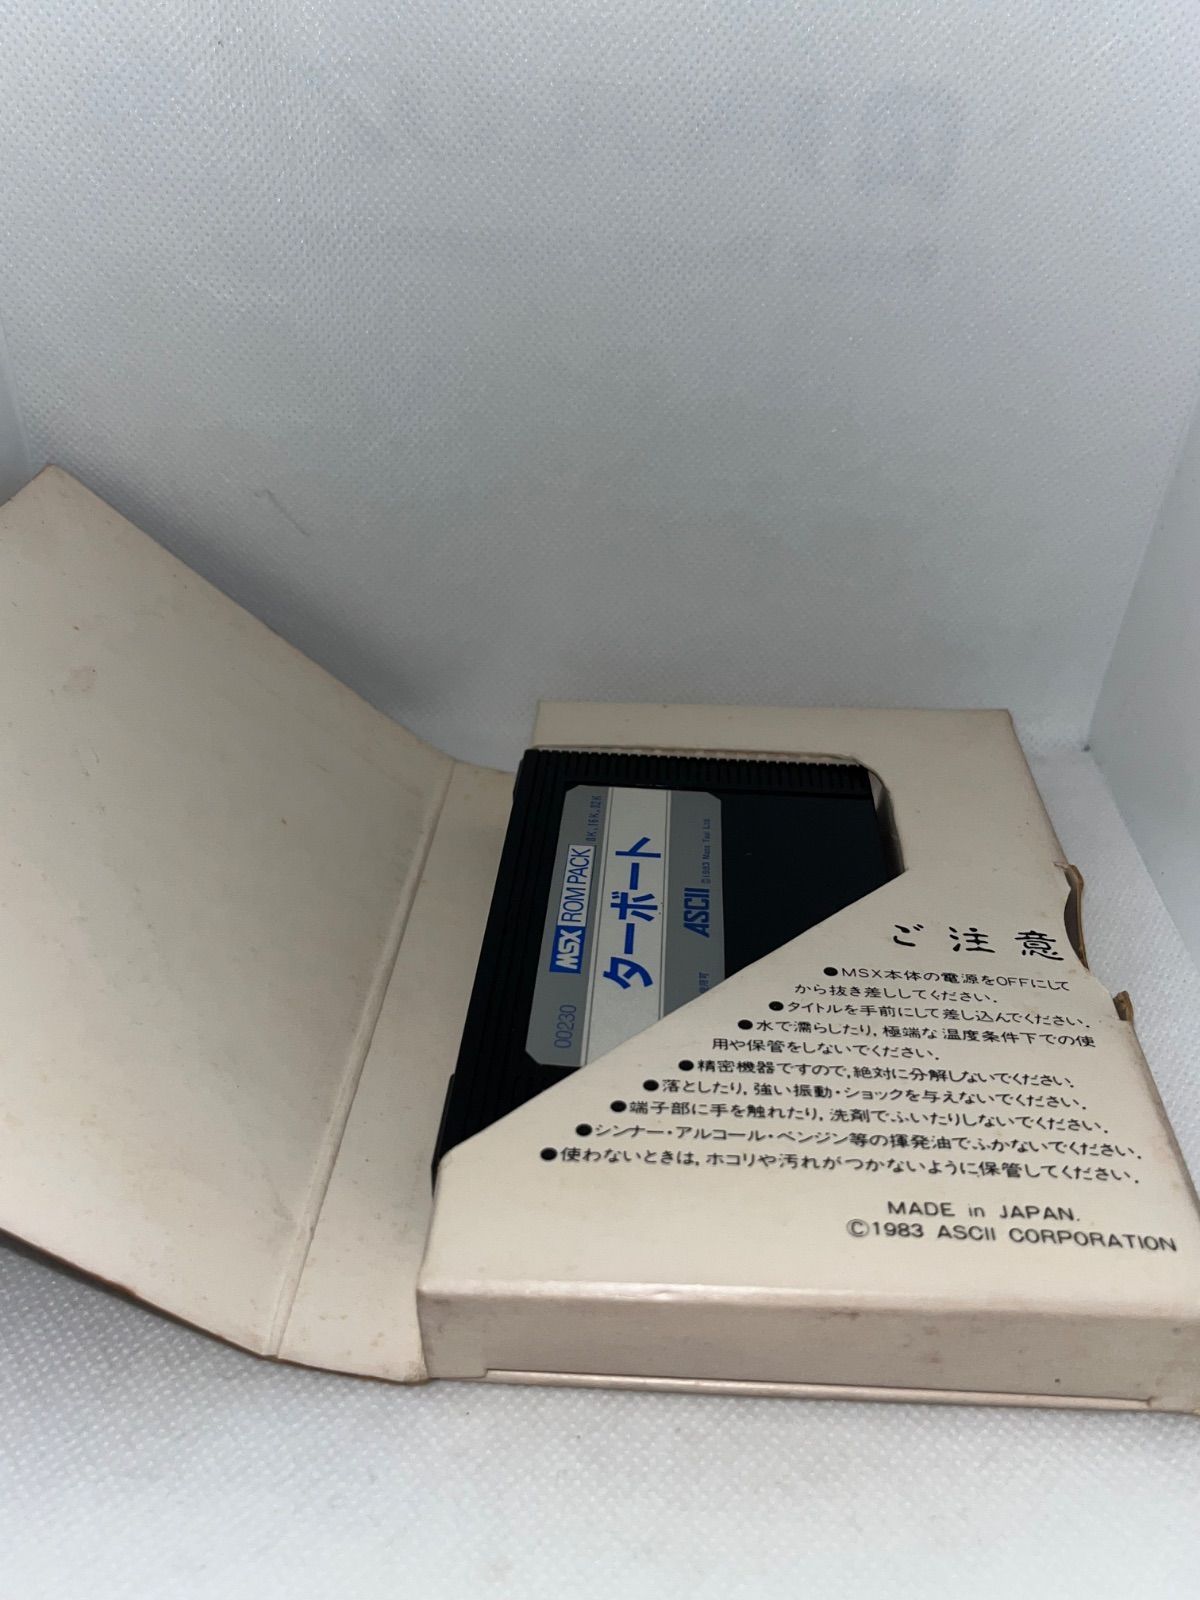 00230 MSX ROM PACK 8K,16K,32K
ターボート
使用可 ASCII ©1983
ご注意
●MSX本体の電源をOFFにして
から抜き差ししてください.
●タイトルを手前にして差し込んでください.
●水で濡らしたり,極端な温度条件下での使
用や保管をしないでください.
●精密機器ですので,絶対に分解しないでください.
●落としたり,強い振動・ショックを与えないでください.
●端子部に手を触れたり,洗剤でふいたりしないでください.
●シンナー・アルコール・ベンジン等の揮発油でふかないでください.
●使わないときは,ホコリや汚れがつかないように保管してください.
MADE in JAPAN.
©1983 ASCII CORPORATION